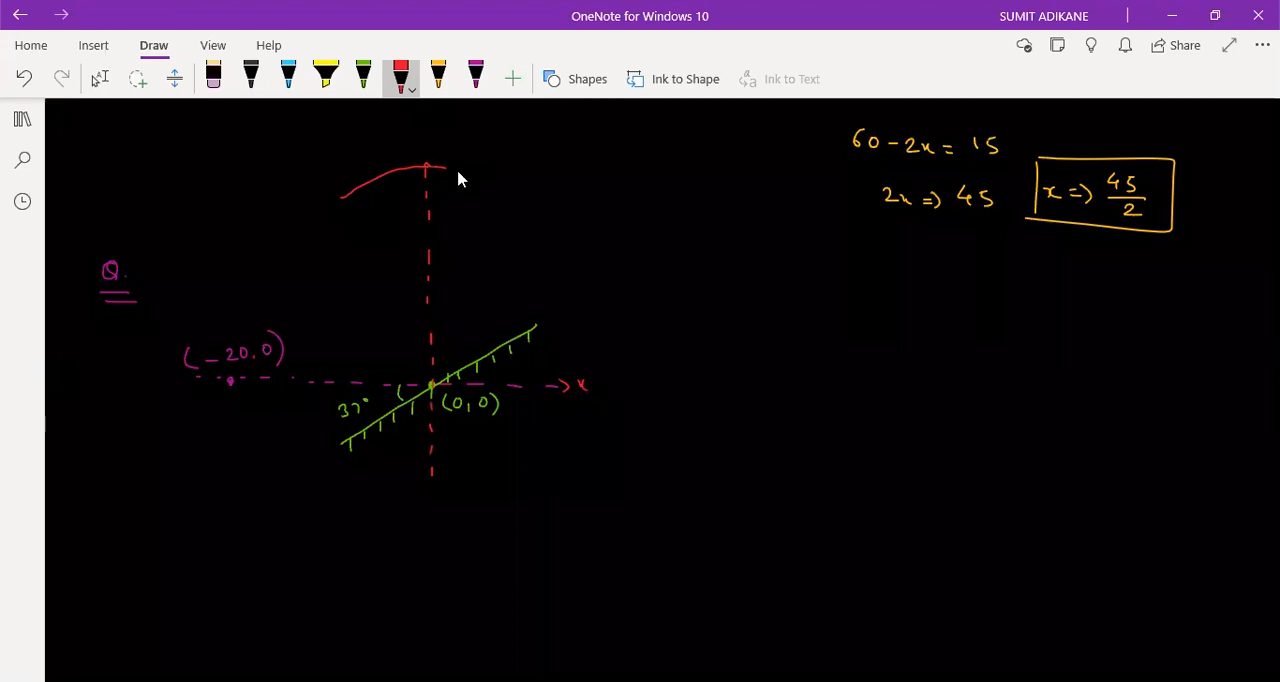 OneNote for Windows 10
SUMIT ADIKANE
Home Insert Draw View Help
Share
Shapes Ink to Shape Ink to Text
60 - 2x = 15
2x => 45
x => 45/2
Q.
(-20,0)
x
37°
(0,0)